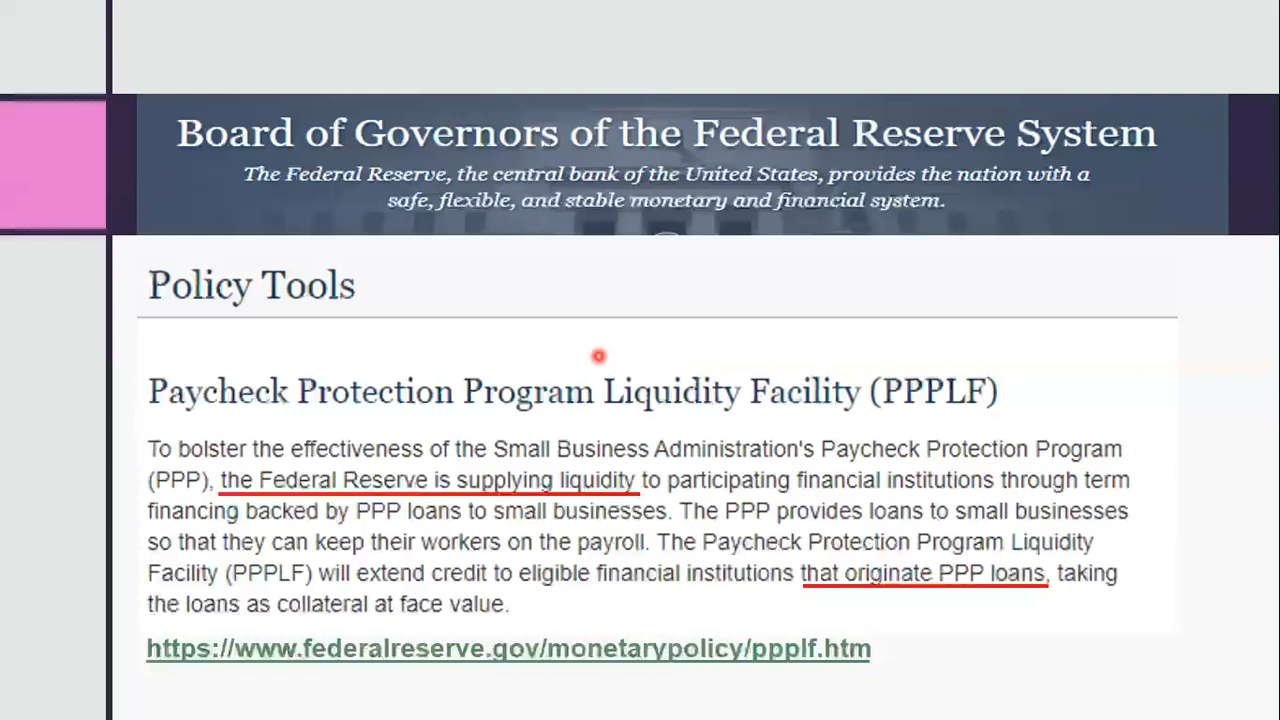 Board of Governors of the Federal Reserve System
The Federal Reserve, the central bank of the United States, provides the nation with a
safe, flexible, and stable monetary and financial system.
Policy Tools
Paycheck Protection Program Liquidity Facility (PPPLF)
To bolster the effectiveness of the Small Business Administration's Paycheck Protection Program
(PPP), the Federal Reserve is supplying liquidity to participating financial institutions through term
financing backed by PPP loans to small businesses. The PPP provides loans to small businesses
so that they can keep their workers on the payroll. The Paycheck Protection Program Liquidity
Facility (PPPLF) will extend credit to eligible financial institutions that originate PPP loans, taking
the loans as collateral at face value.
https://www.federalreserve.gov/monetarypolicy/ppplf.htm